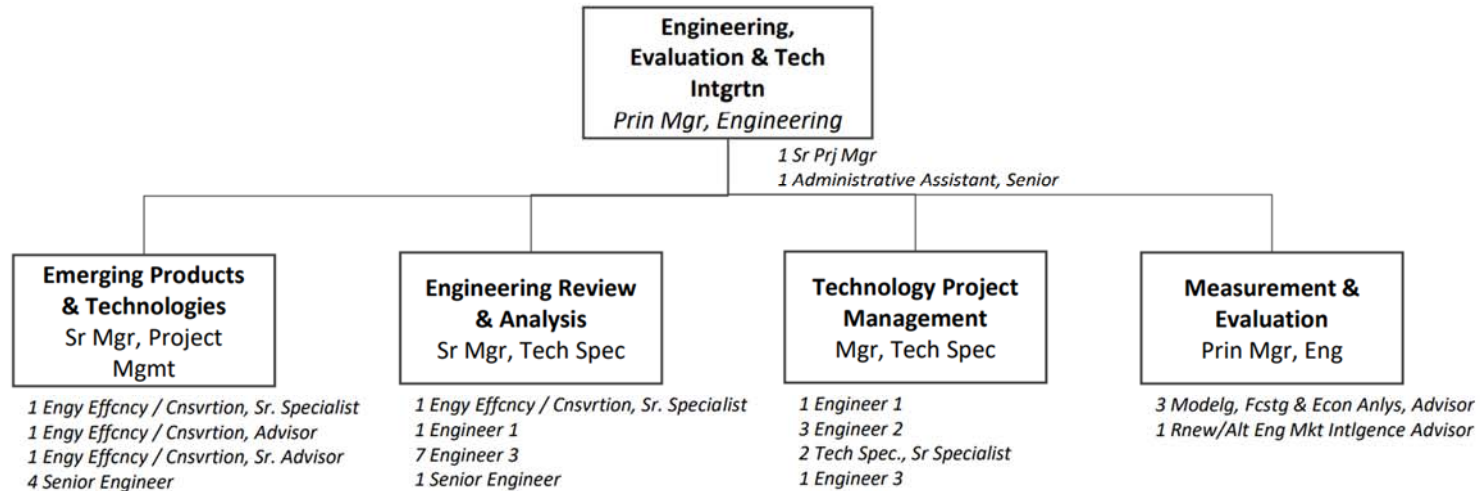 Engineering,
Evaluation & Tech
Intgrtn
Prin Mgr, Engineering
1 Sr Prj Mgr
1 Administrative Assistant, Senior
Emerging Products
& Technologies
Sr Mgr, Project
Mgmt
1 Engy Effcncy / Cnsvrtion, Sr. Specialist
1 Engy Effcncy / Cnsvrtion, Advisor
1 Engy Effcncy / Cnsvrtion, Sr. Advisor
4 Senior Engineer
Engineering Review
& Analysis
Sr Mgr, Tech Spec
1 Engy Effcncy / Cnsvrtion, Sr. Specialist
1 Engineer 1
7 Engineer 3
1 Senior Engineer
Technology Project
Management
Mgr, Tech Spec
1 Engineer 1
3 Engineer 2
2 Tech Spec., Sr Specialist
1 Engineer 3
Measurement &
Evaluation
Prin Mgr, Eng
3 Modelg, Fcstg & Econ Anlys, Advisor
1 Rnew/Alt Eng Mkt Intlgence Advisor